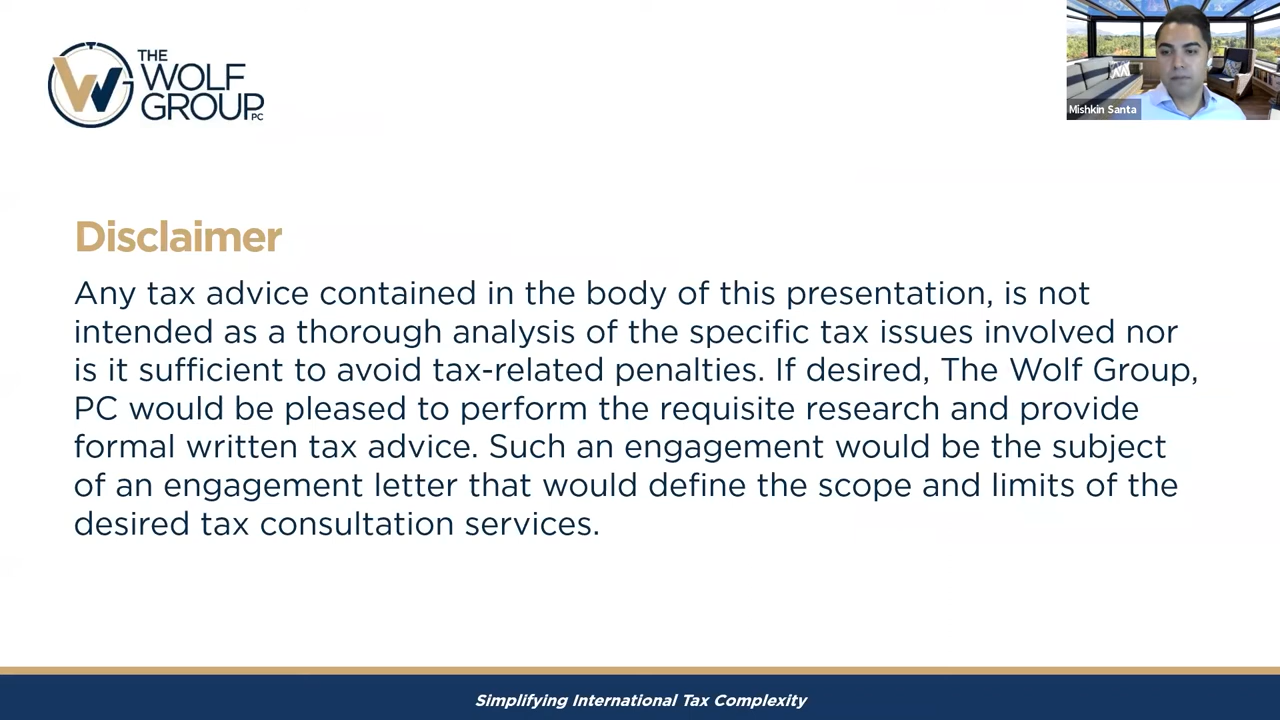 THE
WOLF
GROUP PC
Mishkin Santa
Disclaimer
Any tax advice contained in the body of this presentation, is not
intended as a thorough analysis of the specific tax issues involved nor
is it sufficient to avoid tax-related penalties. If desired, The Wolf Group,
PC would be pleased to perform the requisite research and provide
formal written tax advice. Such an engagement would be the subject
of an engagement letter that would define the scope and limits of the
desired tax consultation services.
Simplifying International Tax Complexity